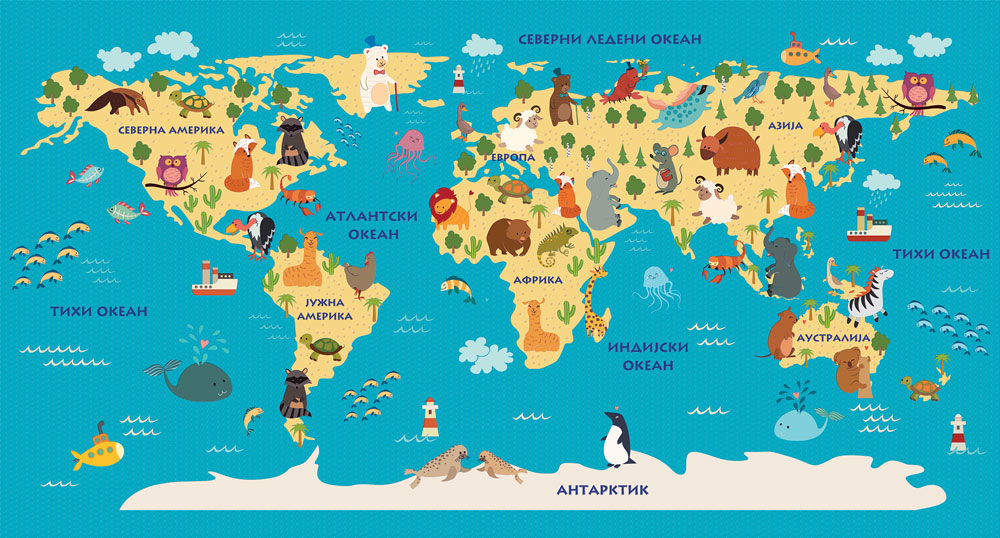 СЕВЕРНИ ЛЕДЕНИ ОКЕАН
СЕВЕРНА АМЕРИКА
АЗИЈА
ЕВРОПА
АТЛАНТСКИ
ОКЕАН
ТИХИ ОКЕАН
АФРИКА
ТИХИ ОКЕАН
ЈУЖНА
АМЕРИКА
АУСТРАЛИЈА
ИНДИЈСКИ
ОКЕАН
АНТАРКТИК